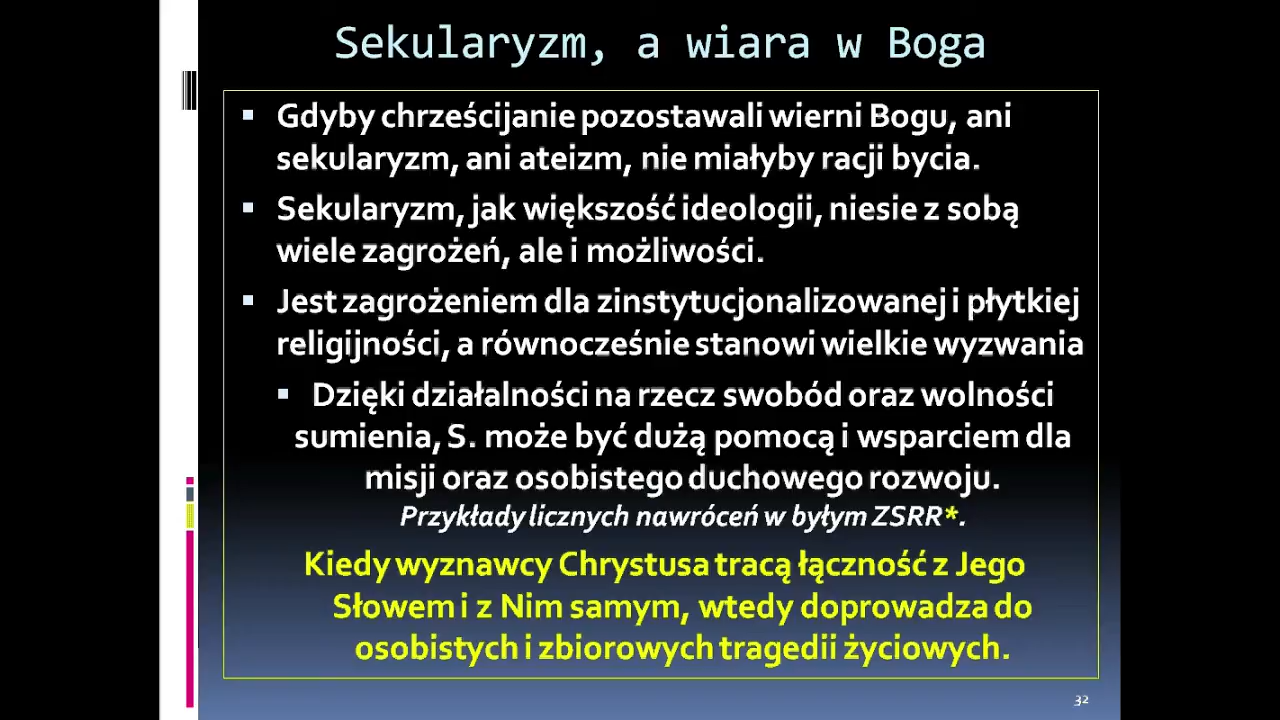 Sekularyzm, a wiara w Boga
▪ Gdyby chrześcijanie pozostawali wierni Bogu, ani
sekularyzm, ani ateizm, nie miałyby racji bycia.
▪ Sekularyzm, jak większość ideologii, niesie z sobą
wiele zagrożeń, ale i możliwości.
▪ Jest zagrożeniem dla zinstytucjonalizowanej i płytkiej
religijności, a równocześnie stanowi wielkie wyzwania
▪ Dzięki działalności na rzecz swobód oraz wolności
sumienia, S. może być dużą pomocą i wsparciem dla
misji oraz osobistego duchowego rozwoju.
Przykłady licznych nawróceń w byłym ZSRR*.
Kiedy wyznawcy Chrystusa tracą łączność z Jego
Słowem i z Nim samym, wtedy doprowadza do
osobistych i zbiorowych tragedii życiowych.
32